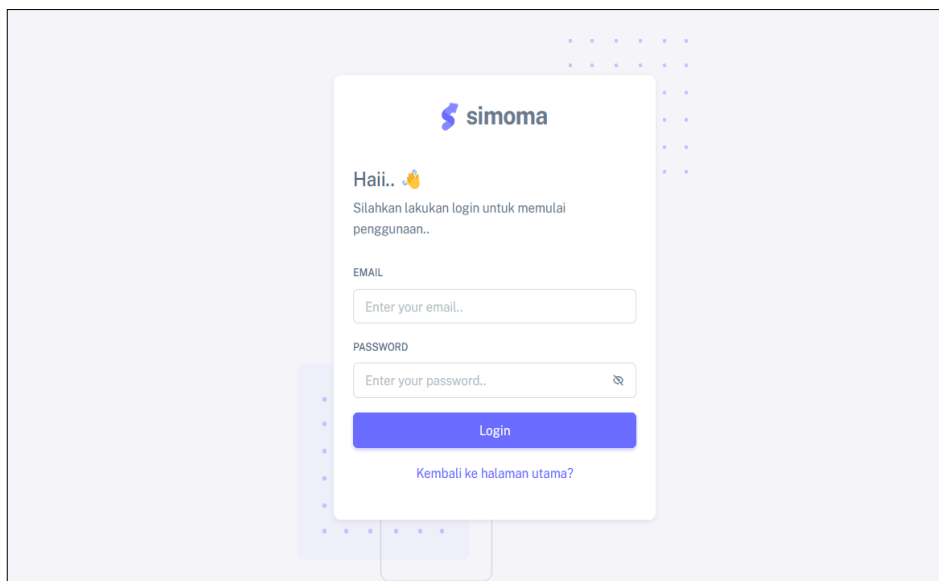 simoma
Haii.. 👋
Silahkan lakukan login untuk memulai
penggunaan..
EMAIL
Enter your email..
PASSWORD
Enter your password..
Login
Kembali ke halaman utama?